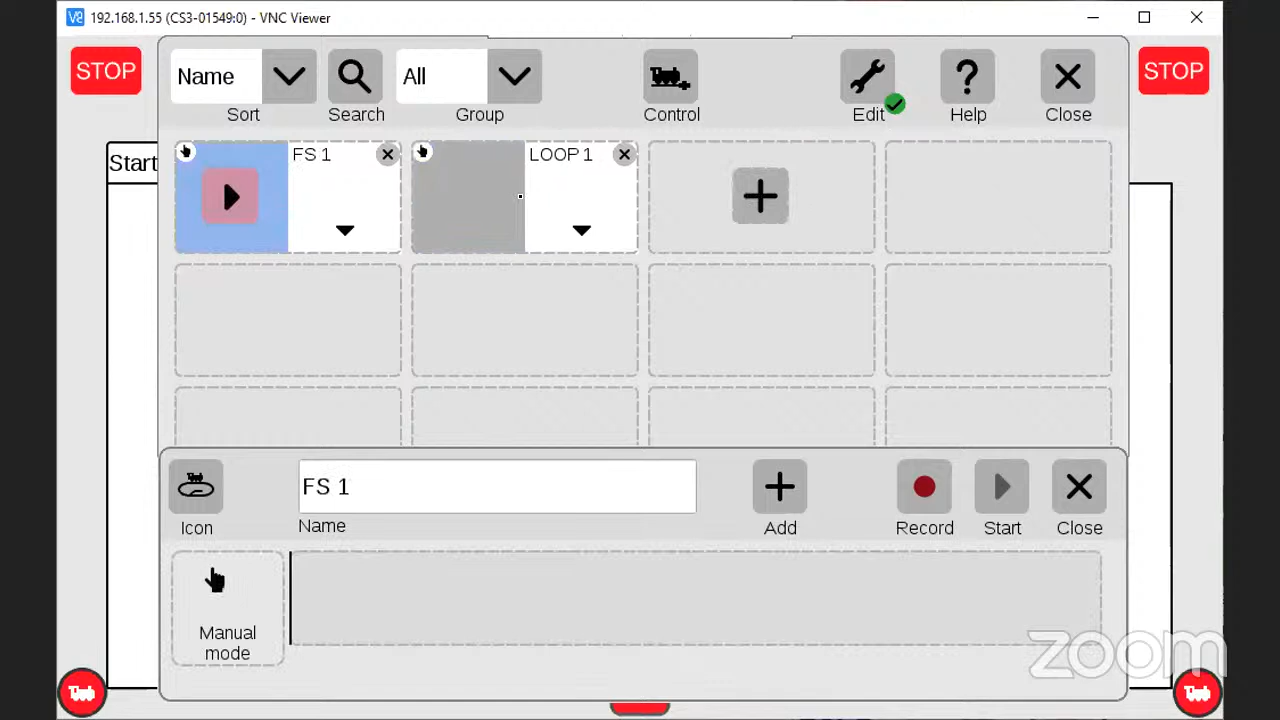 192.168.1.55 (CS3-01549:0) - VNC Viewer
STOP
STOP
Name
All
Sort
Search
Group
Control
Edit
Help
Close
Start
FS 1
LOOP 1
FS 1
Icon
Name
Add
Record
Start
Close
Manual
mode
zoom